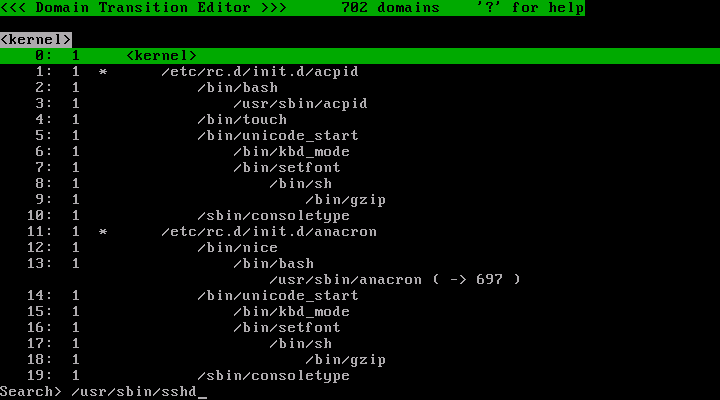 <<< Domain Transition Editor >>>      702 domains    '?' for help
<kernel>
0:  1     <kernel>
1:  1  *      /etc/rc.d/init.d/acpid
2:  1             /bin/bash
3:  1                 /usr/sbin/acpid
4:  1             /bin/touch
5:  1             /bin/unicode_start
6:  1                 /bin/kbd_mode
7:  1                 /bin/setfont
8:  1                     /bin/sh
9:  1                         /bin/gzip
10:  1             /sbin/consoletype
11:  1  *      /etc/rc.d/init.d/anacron
12:  1             /bin/nice
13:  1                 /bin/bash
/usr/sbin/anacron ( -> 697 )
14:  1             /bin/unicode_start
15:  1                 /bin/kbd_mode
16:  1                 /bin/setfont
17:  1                     /bin/sh
18:  1                         /bin/gzip
19:  1             /sbin/consoletype
Search> /usr/sbin/sshd_